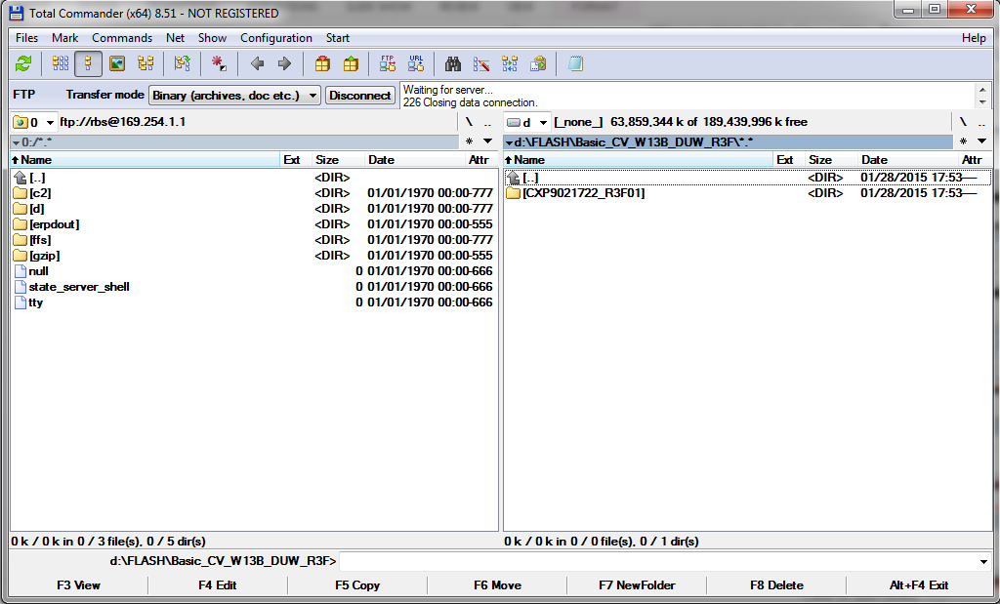 Total Commander (x64) 8.51 - NOT REGISTERED
Files Mark Commands Net Show Configuration Start Help
FTP URL
FTP Transfer mode Binary (archives, doc etc.) Disconnect
Waiting for server...
226 Closing data connection.
0 ftp://rbs@169.254.1.1 \ ..
d [_none_] 63,859,344 k of 189,439,996 k free \ ..
0:/*.* *
d:\FLASH\Basic_CV_W13B_DUW_R3F\*.* *
Name Ext Size Date Attr
[..] <DIR>
[c2] <DIR> 01/01/1970 00:00-777
[d] <DIR> 01/01/1970 00:00-777
[erpdout] <DIR> 01/01/1970 00:00-555
[ffs] <DIR> 01/01/1970 00:00-777
[gzip] <DIR> 01/01/1970 00:00-555
null 0 01/01/1970 00:00-666
state_server_shell 0 01/01/1970 00:00-666
tty 0 01/01/1970 00:00-666
0 k / 0 k in 0 / 3 file(s), 0 / 5 dir(s)
Name Ext Size Date Attr
[..] <DIR> 01/28/2015 17:53----
[CXP9021722_R3F01] <DIR> 01/28/2015 17:53----
0 k / 0 k in 0 / 0 file(s), 0 / 1 dir(s)
d:\FLASH\Basic_CV_W13B_DUW_R3F>
F3 View F4 Edit F5 Copy F6 Move F7 NewFolder F8 Delete Alt+F4 Exit